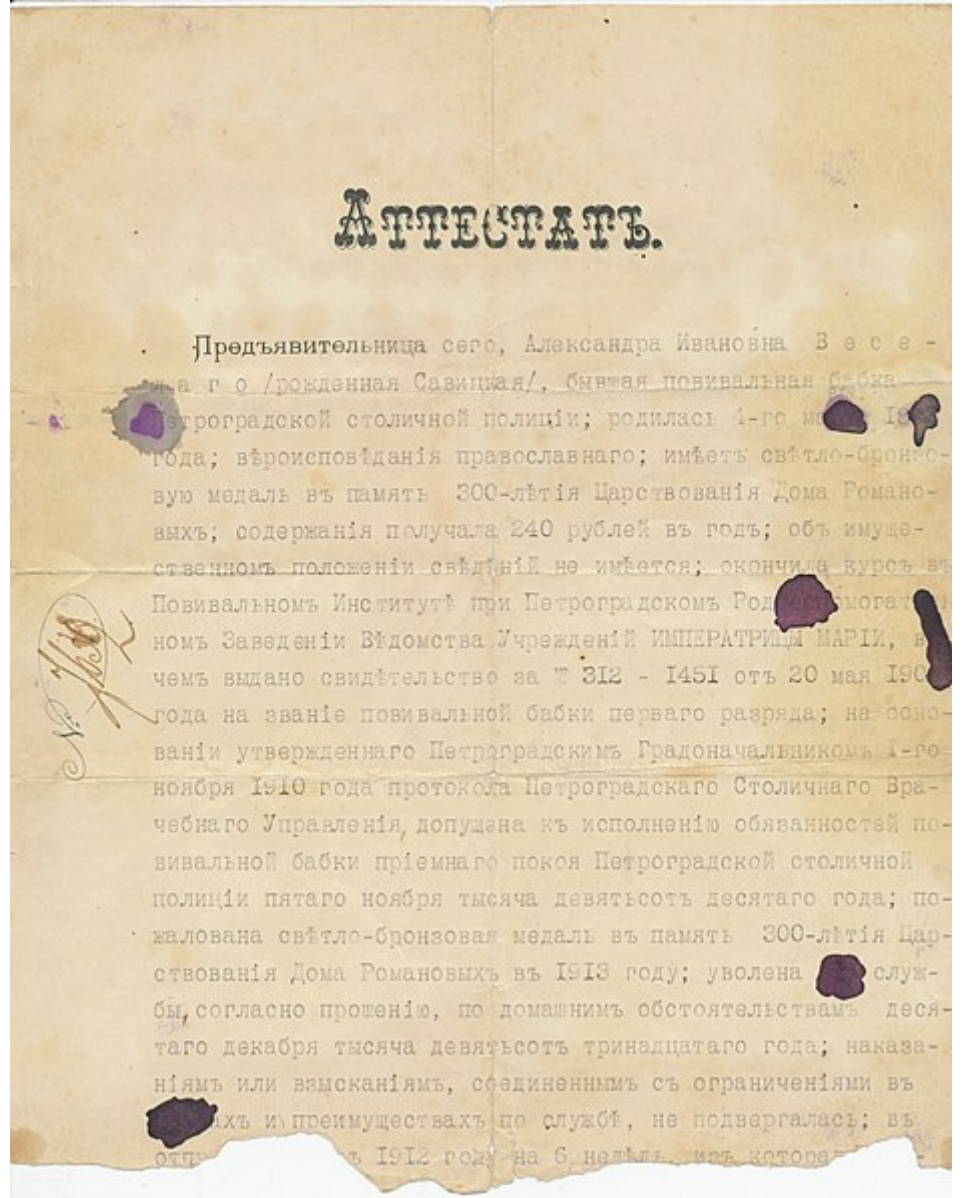 Аттестатъ.
Предъявительница сего, Александра Ивановна Весе-
лаго /рожденная Савицкая/, бывшая повивальная бабка
Петроградской столичной полиціи; родилась 4-го
года; вѣроисповѣданія православнаго; имѣетъ свѣтло-бронзо-
вую медаль въ память 300-лѣтія Царствованія Дома Романо-
выхъ; содержанія получала 240 рублей въ годъ; объ имуще-
ственномъ положеніи свѣдѣній не имѣется; окончила курсъ въ
Повивальномъ Институтѣ при Петроградскомъ
номъ Заведеніи Вѣдомства Учрежденій ИМПЕРАТРИЦЫ МАРІИ, въ
чемъ выдано свидѣтельство за № 312 - 1451 отъ 20 мая
года на званіе повивальной бабки перваго разряда; на осно-
ваніи утвержденнаго Петроградскимъ Градоначальникомъ I-го
ноября 1910 года протокола Петроградскаго Столичнаго Вра-
чебнаго Управленія, допущена къ исполненію обязанностей по-
вивальной бабки пріемнаго покоя Петроградской столичной
полиціи пятаго ноября тысяча девятьсотъ десятаго года; по-
жалована свѣтло-бронзовая медаль въ память 300-лѣтія Цар-
ствованія Дома Романовыхъ въ 1913 году; уволена служ-
бы, согласно прошенію, по домашнимъ обстоятельствамъ деся-
таго декабря тысяча девятьсотъ тринадцатаго года; наказа-
ніямъ или взысканіямъ, соединеннымъ съ ограниченіями въ
и преимуществахъ по службѣ, не подвергалась; въ
1912 году на 6 недѣль, изъ
№